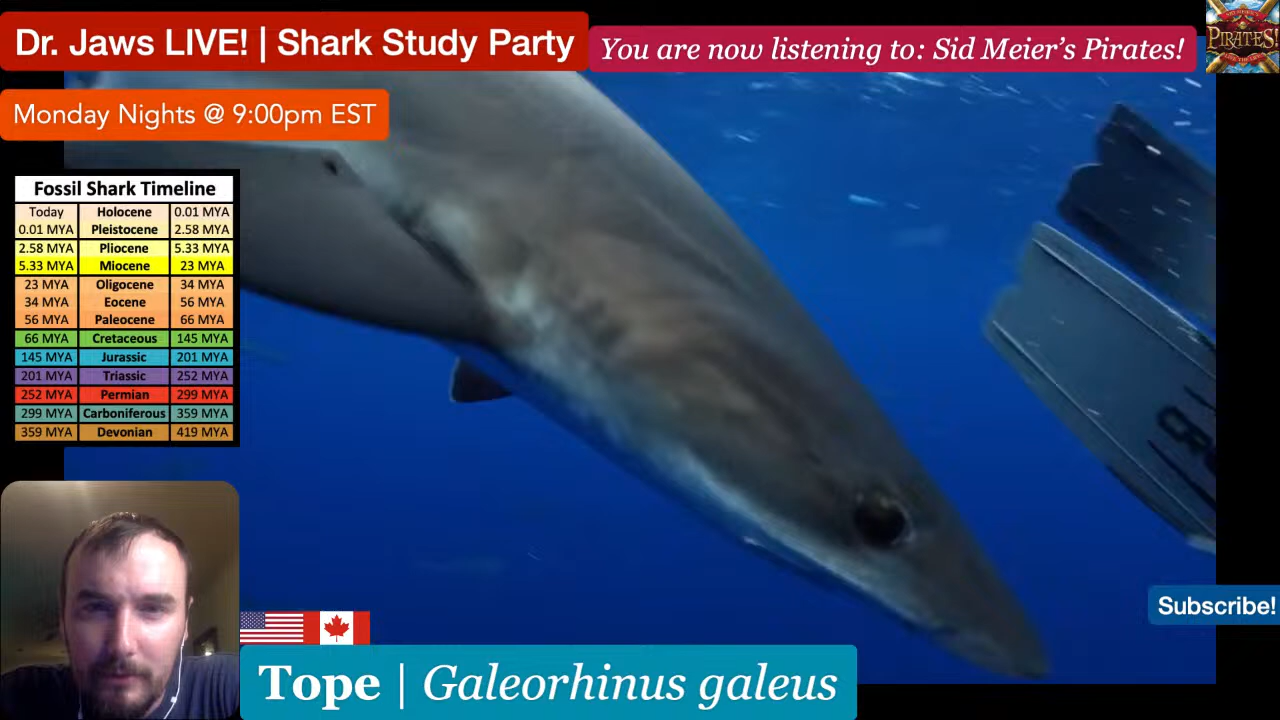 Dr. Jaws LIVE! | Shark Study Party
You are now listening to: Sid Meier's Pirates!
PIRATES!
Monday Nights @ 9:00pm EST
Fossil Shark Timeline
Today Holocene 0.01 MYA
0.01 MYA Pleistocene 2.58 MYA
2.58 MYA Pliocene 5.33 MYA
5.33 MYA Miocene 23 MYA
23 MYA Oligocene 34 MYA
34 MYA Eocene 56 MYA
56 MYA Paleocene 66 MYA
66 MYA Cretaceous 145 MYA
145 MYA Jurassic 201 MYA
201 MYA Triassic 252 MYA
252 MYA Permian 299 MYA
299 MYA Carboniferous 359 MYA
359 MYA Devonian 419 MYA
Subscribe!
Tope | Galeorhinus galeus